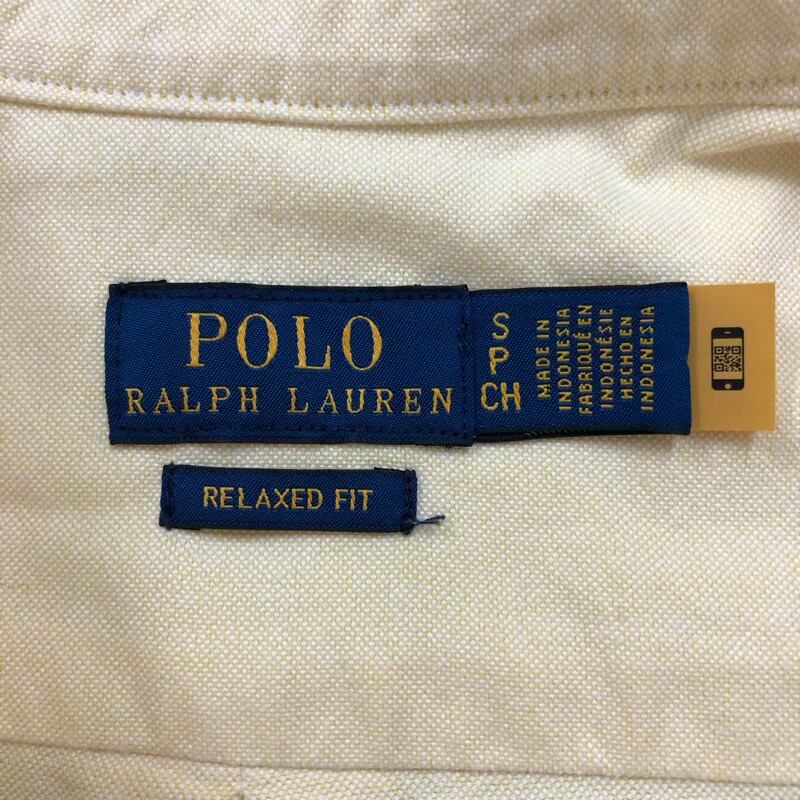 POLO
RALPH LAUREN
S
P
CH
MADE IN
INDONESIA
FABRIQUÉ EN
INDONÉSIE
HECHO EN
INDONESIA
RELAXED FIT